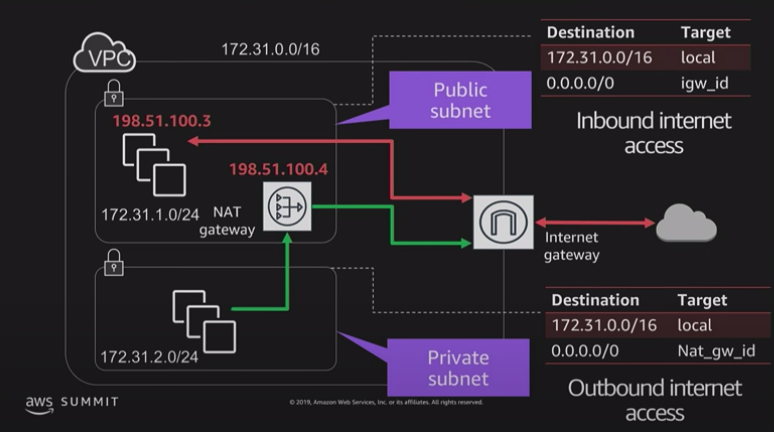 VPC
172.31.0.0/16
Destination Target
172.31.0.0/16 local
0.0.0.0/0 igw_id
Inbound internet
access
Public
subnet
198.51.100.3
198.51.100.4
172.31.1.0/24
NAT
gateway
Internet
gateway
172.31.2.0/24
Private
subnet
Destination Target
172.31.0.0/16 local
0.0.0.0/0 Nat_gw_id
Outbound internet
access
aws SUMMIT
© 2019, Amazon Web Services, Inc. or its affiliates. All rights reserved.